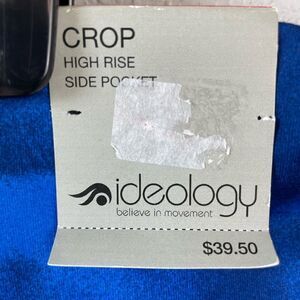 CROP
HIGH RISE
SIDE POCKET
ideology
believe in movement
$39.50